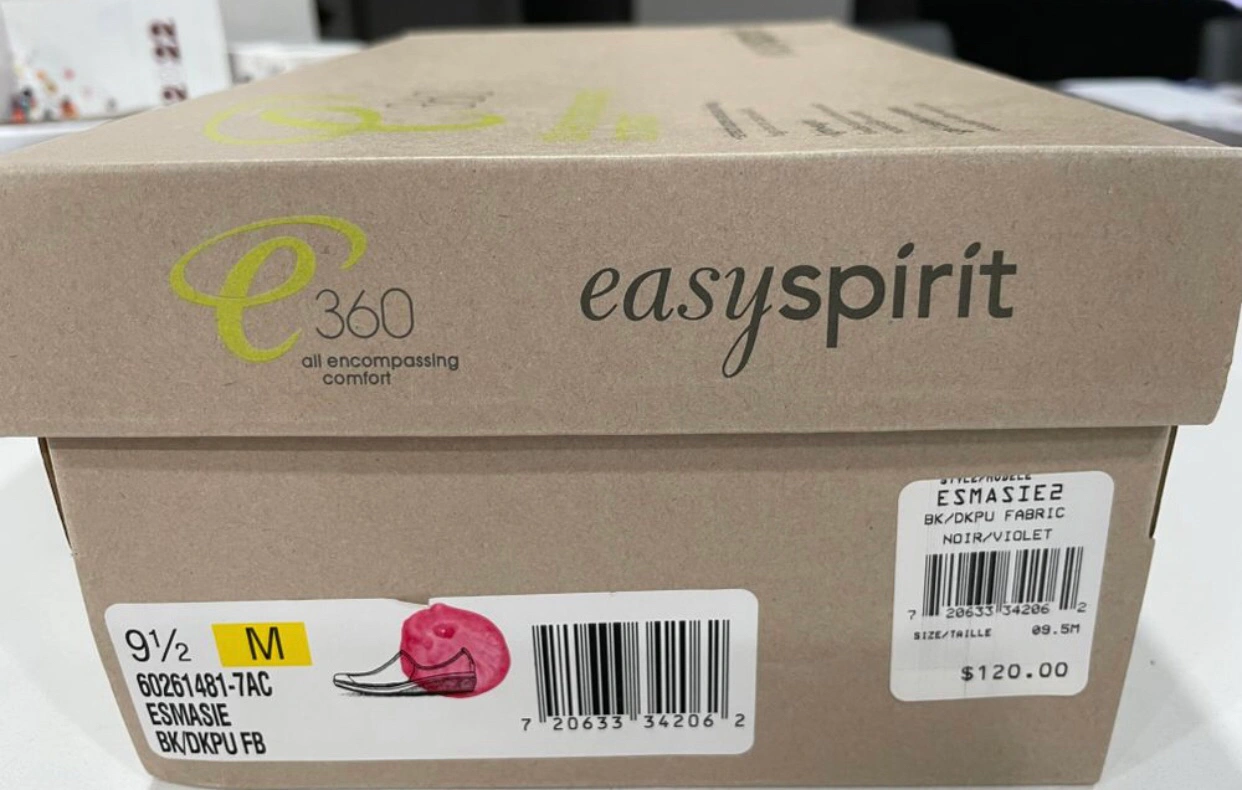 360
all encompassing
comfort
easyspirit
ESMASIE2
BK/DKPU FABRIC
NOIR/VIOLET
7 20633 34206 2
SIZE/TAILLE 09.5M
$120.00
9½ M
60261481-7AC
ESMASIE
BK/DKPU FB
7 20633 34206 2